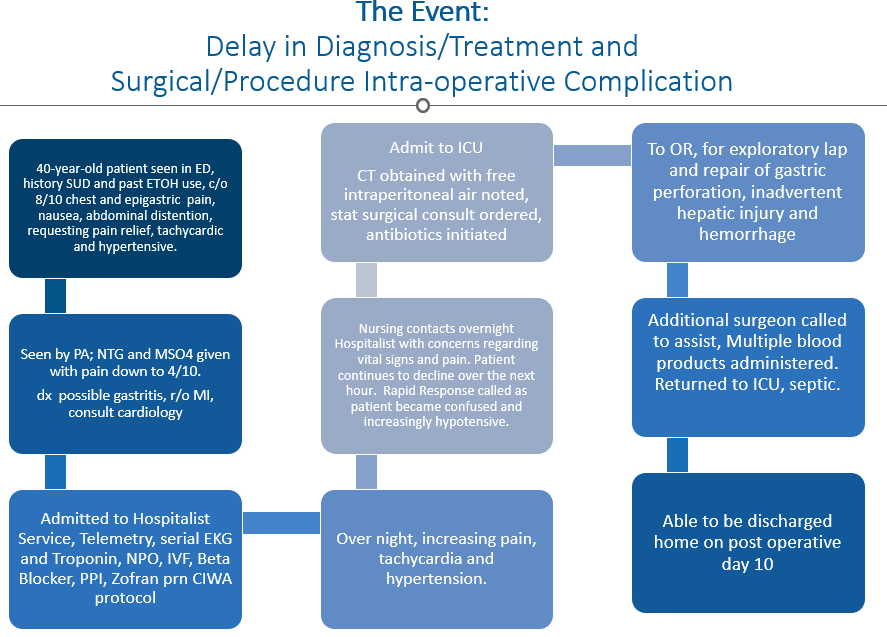 The Event:
Delay in Diagnosis/Treatment and
Surgical/Procedure Intra-operative Complication
40-year-old patient seen in ED,
history SUD and past ETOH use, c/o
8/10 chest and epigastric pain,
nausea, abdominal distention,
requesting pain relief, tachycardic
and hypertensive.
Seen by PA; NTG and MSO4 given
with pain down to 4/10.
dx possible gastritis, r/o MI,
consult cardiology
Admitted to Hospitalist
Service, Telemetry, serial EKG
and Troponin, NPO, IVF, Beta
Blocker, PPI, Zofran prn CIWA
protocol
Over night, increasing pain,
tachycardia and
hypertension.
Nursing contacts overnight
Hospitalist with concerns regarding
vital signs and pain. Patient
continues to decline over the next
hour. Rapid Response called as
patient became confused and
increasingly hypotensive.
Admit to ICU
CT obtained with free
intraperitoneal air noted,
stat surgical consult ordered,
antibiotics initiated
To OR, for exploratory lap
and repair of gastric
perforation, inadvertent
hepatic injury and
hemorrhage
Additional surgeon called
to assist, Multiple blood
products administered.
Returned to ICU, septic.
Able to be discharged
home on post operative
day 10